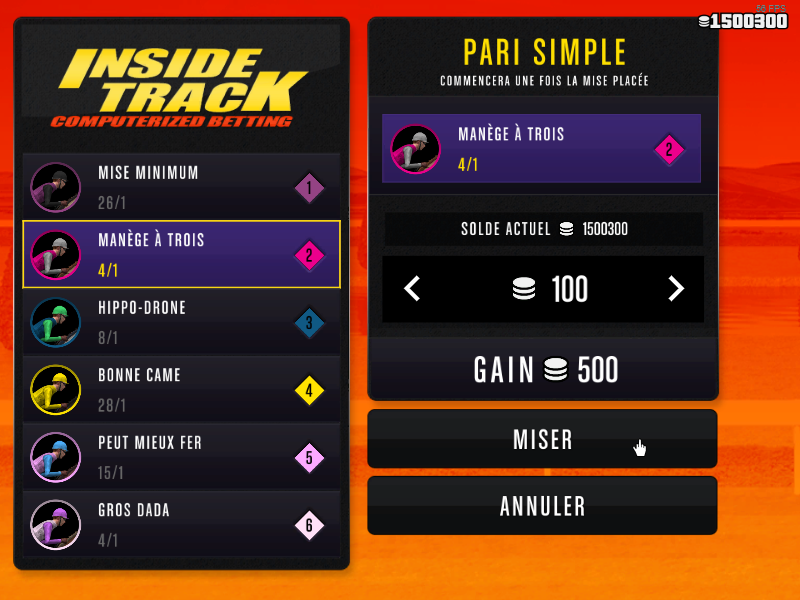 56 FPS
1500300
INSIDE
TRACK
COMPUTERIZED BETTING
MISE MINIMUM
26/1
1
MANÈGE À TROIS
4/1
2
HIPPO-DRONE
8/1
3
BONNE CAME
28/1
4
PEUT MIEUX FER
15/1
5
GROS DADA
4/1
6
PARI SIMPLE
COMMENCERA UNE FOIS LA MISE PLACÉE
MANÈGE À TROIS
4/1
2
SOLDE ACTUEL 1500300
100
GAIN 500
MISER
ANNULER